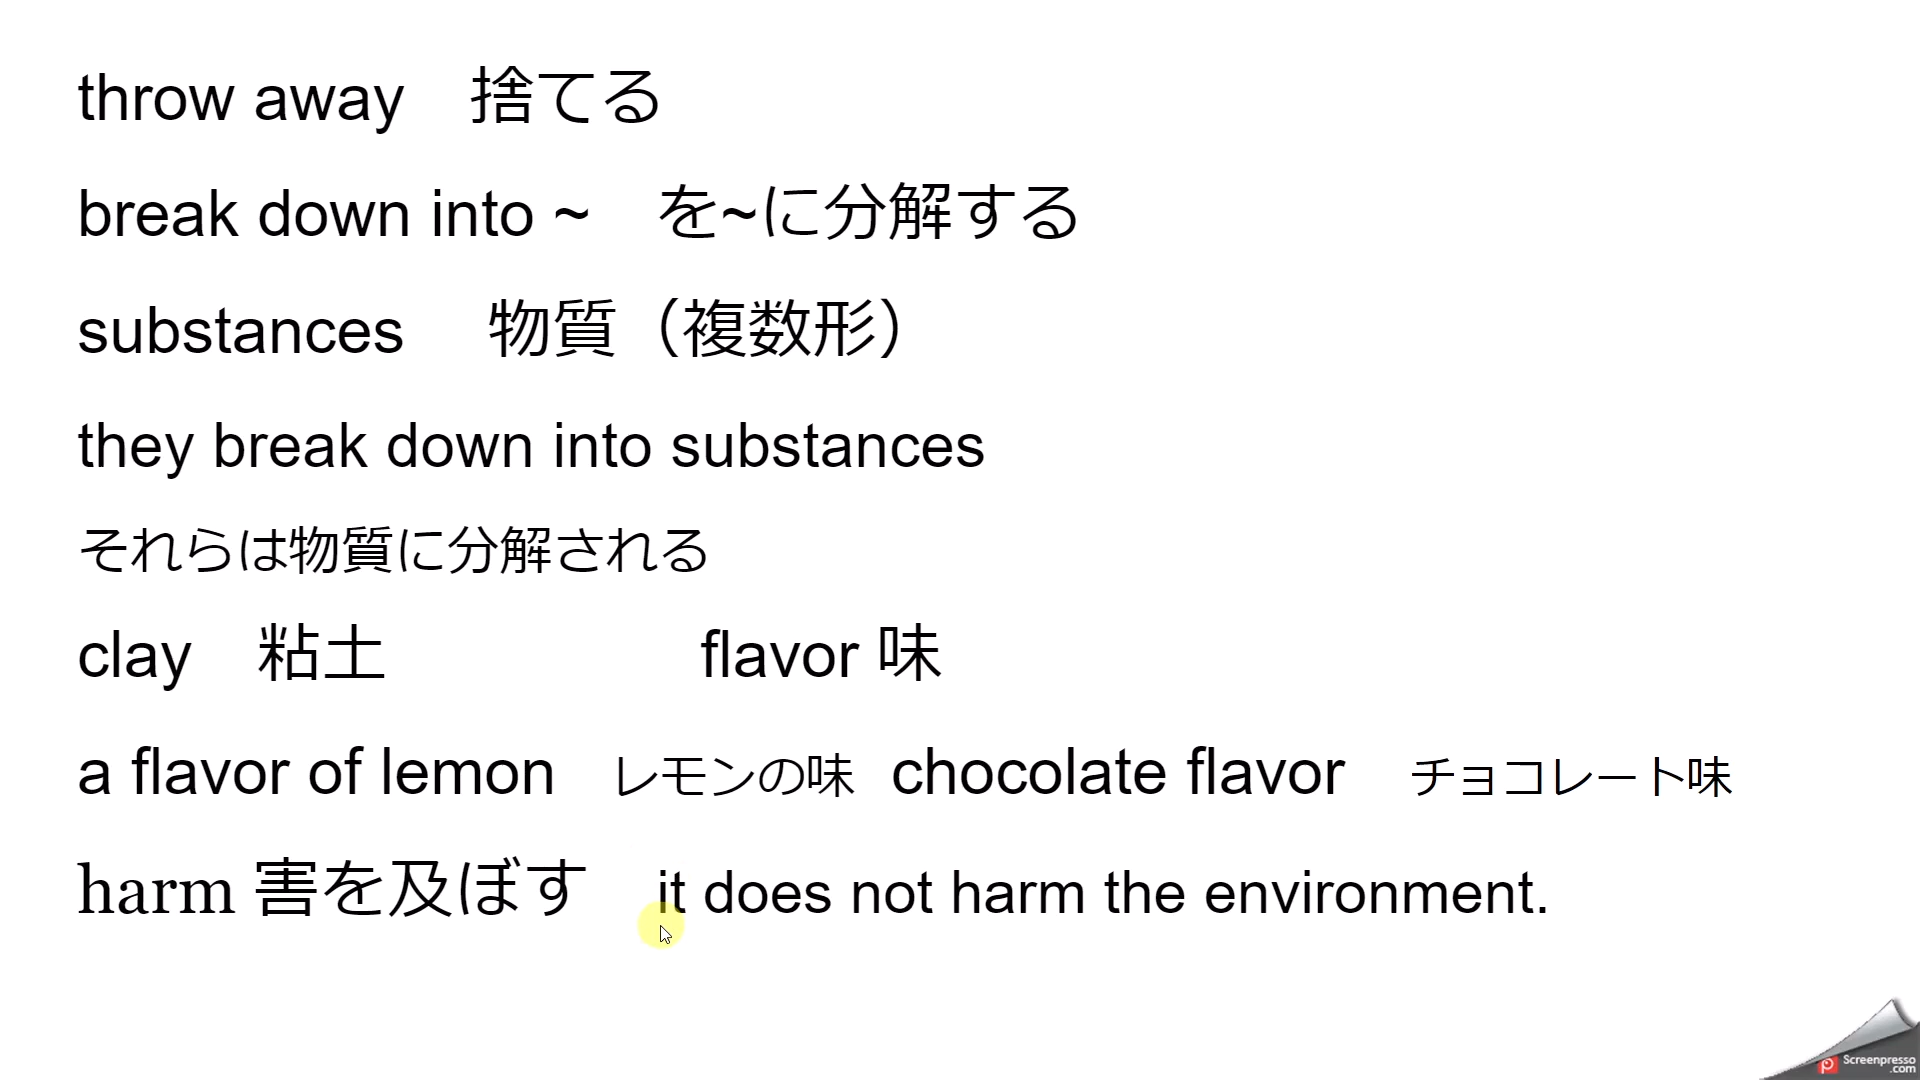 throw away　捨てる
break down into ~　を~に分解する
substances　物質（複数形）
they break down into substances
それらは物質に分解される
clay　粘土　flavor 味
a flavor of lemon　レモンの味 chocolate flavor　チョコレート味
harm 害を及ぼす　it does not harm the environment.
Screenpresso
.com